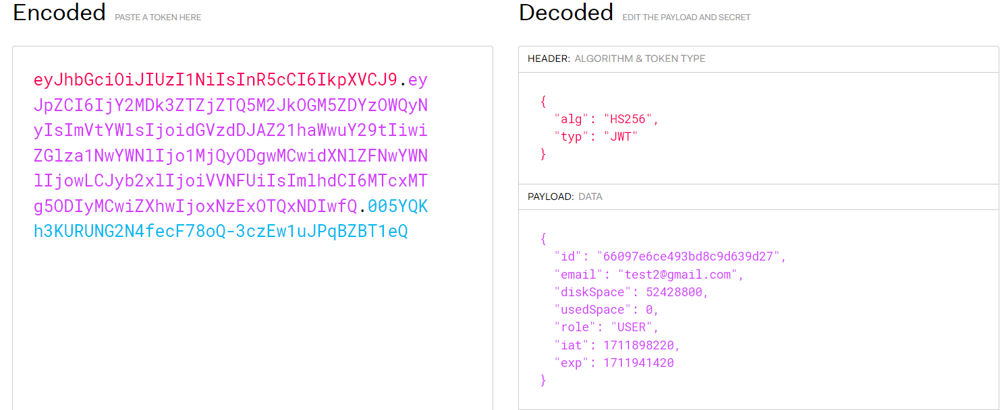 Encoded PASTE A TOKEN HERE
eyJhbGciOiJIUzI1NiIsInR5cCI6IkpXVCJ9.ey
JpZCI6IjY2MDk3ZTZjZTQ5M2JkOGM5ZDYzOWQyN
yIsImVtYWlsIjoidGVzdDJAZ21haWwuY29tIiwi
ZGlza1NwYWNlIjo1MjQyODgwMCwidXNlZFNwYWN
lIjowLCJyb2xlIjoiVVNFUiIsImlhdCI6MTcxMT
g5ODIyMCwiZXhwIjoxNzExOTQxNDIwfQ.005YQK
h3KURUNG2N4fecF78oQ-3czEw1uJPqBZBT1eQ
Decoded EDIT THE PAYLOAD AND SECRET
HEADER: ALGORITHM & TOKEN TYPE
{
"alg": "HS256",
"typ": "JWT"
}
PAYLOAD: DATA
{
"id": "66097e6ce493bd8c9d639d27",
"email": "test2@gmail.com",
"diskSpace": 52428800,
"usedSpace": 0,
"role": "USER",
"iat": 1711898220,
"exp": 1711941420
}